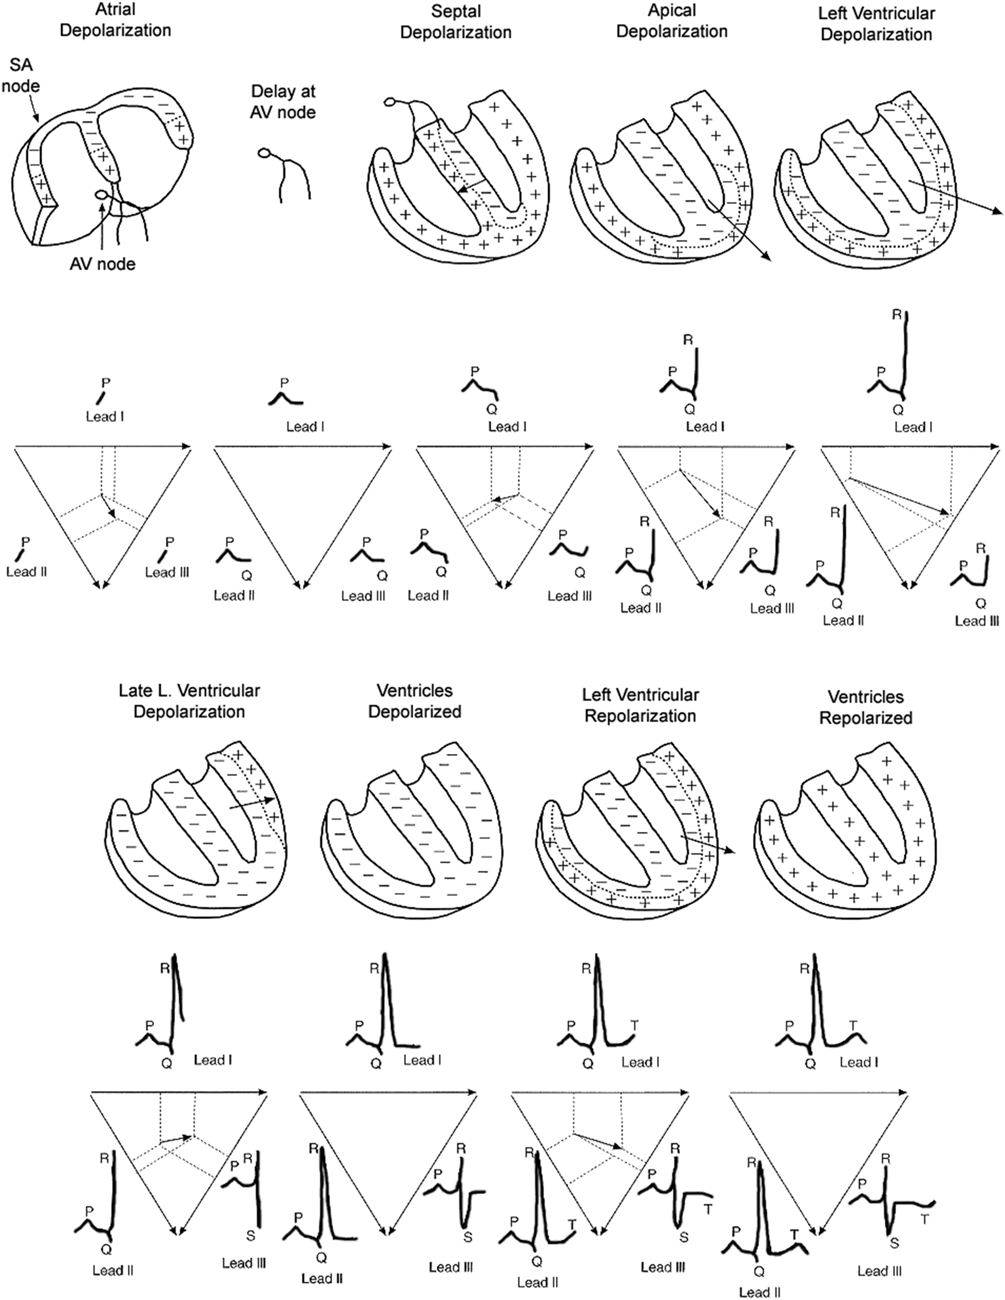 Atrial
Depolarization
Septal
Depolarization
Apical
Depolarization
Left Ventricular
Depolarization
SA
node
Delay at
AV node
AV node
P
Lead I
P
Lead I
P
Q
Lead I
R
P
Q
Lead I
R
P
Q
Lead I
P
Lead II
P
Lead III
P
Q
Lead II
P
Q
Lead III
P
Q
Lead II
P
Q
Lead III
R
P
Q
Lead II
R
P
Q
Lead III
R
P
Q
Lead II
R
P
Q
Lead III
Late L. Ventricular
Depolarization
Ventricles
Depolarized
Left Ventricular
Repolarization
Ventricles
Repolarized
R
P
Q
Lead I
R
P
Q
Lead I
R
P
T
Q
Lead I
R
P
T
Q
Lead I
R
P
Q
Lead II
R
P
S
Lead III
R
P
Q
Lead II
R
P
S
Lead III
R
P
T
Q
Lead II
R
P
T
S
Lead III
R
P
T
Q
Lead II
R
P
T
S
Lead III